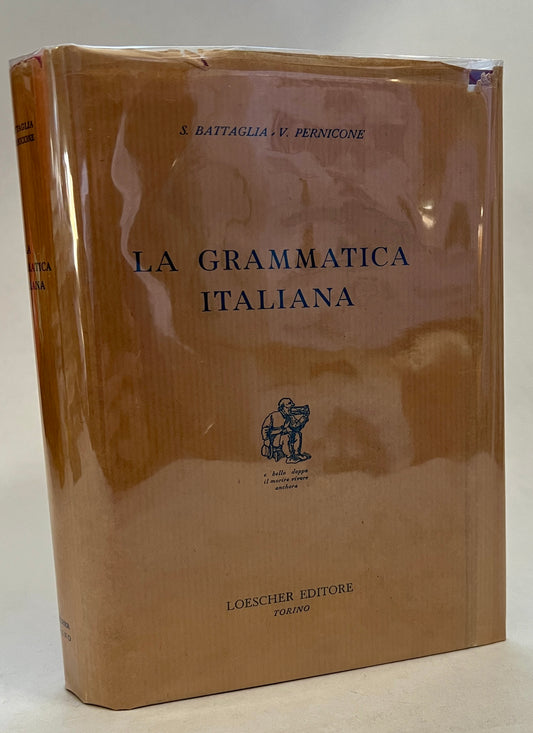 S. BATTAGLIA - V. PERNICONE
LA GRAMMATICA
ITALIANA
e bello doppo
il morire vivere
anchora
LOESCHER EDITORE
TORINO